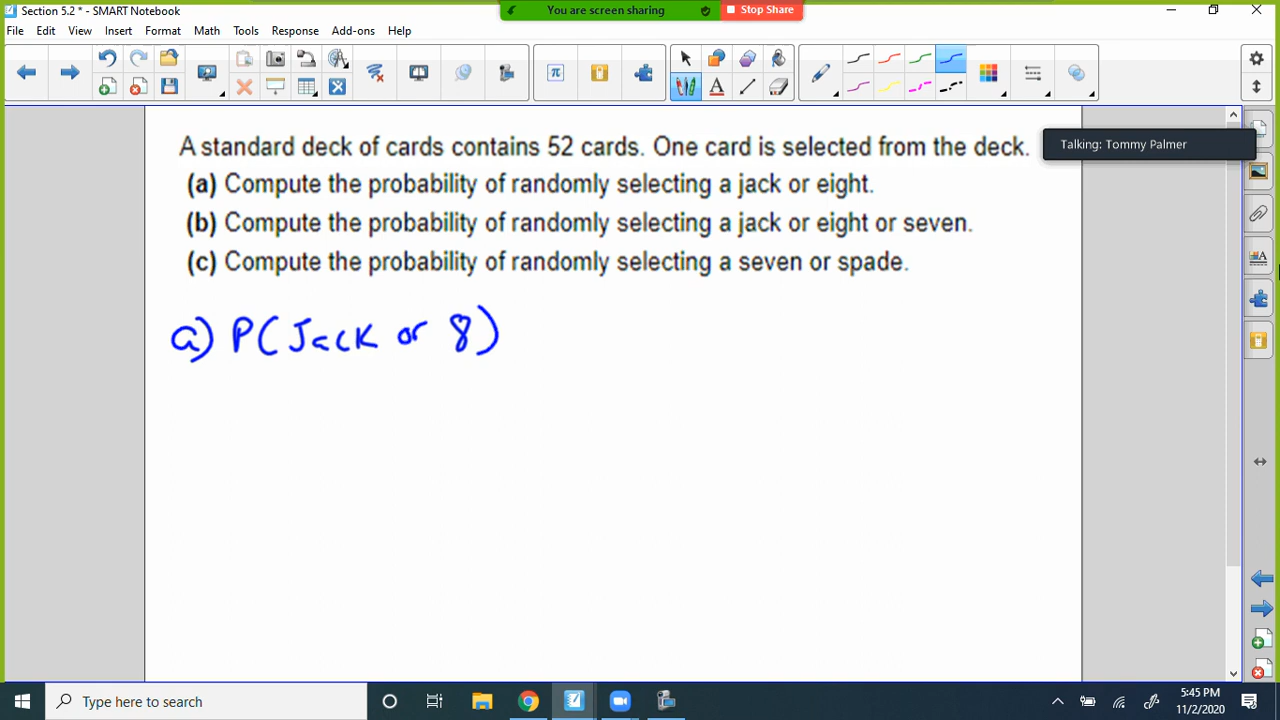 Section 5.2 * - SMART Notebook
You are screen sharing
Stop Share
File Edit View Insert Format Math Tools Response Add-ons Help
Talking: Tommy Palmer
A standard deck of cards contains 52 cards. One card is selected from the deck.
(a) Compute the probability of randomly selecting a jack or eight.
(b) Compute the probability of randomly selecting a jack or eight or seven.
(c) Compute the probability of randomly selecting a seven or spade.
a) P(Jack or 8)
Type here to search
5:45 PM
11/2/2020